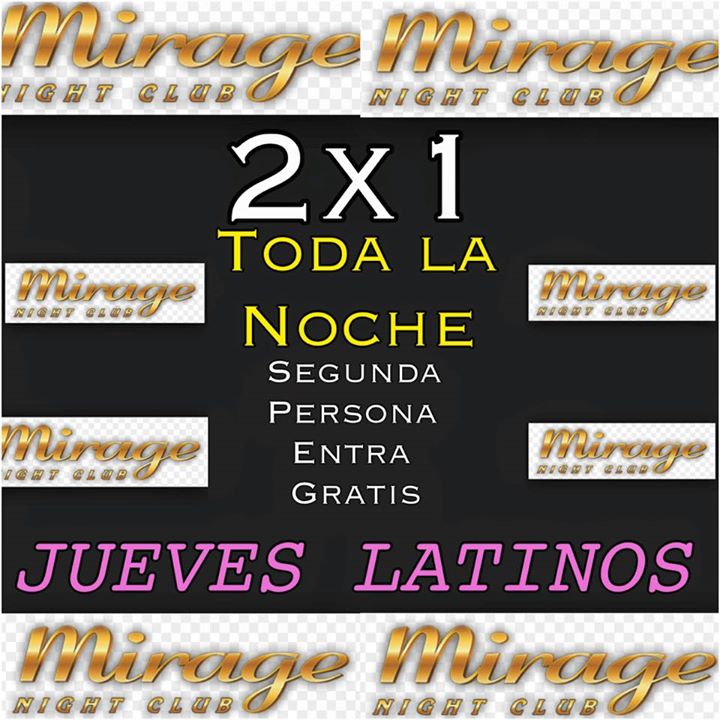 Mirage Mirage
NIGHT CLUB NIGHT CLUB
2x1
TODA LA
Mirage Mirage
NIGHT CLUB NIGHT CLUB
NOCHE
SEGUNDA
PERSONA
Mirage Mirage
ENTRA
NIGHT CLUB NIGHT CLUB
GRATIS
JUEVES LATINOS
Mirage Mirage
NIGHT CLUB NIGHT CLUB